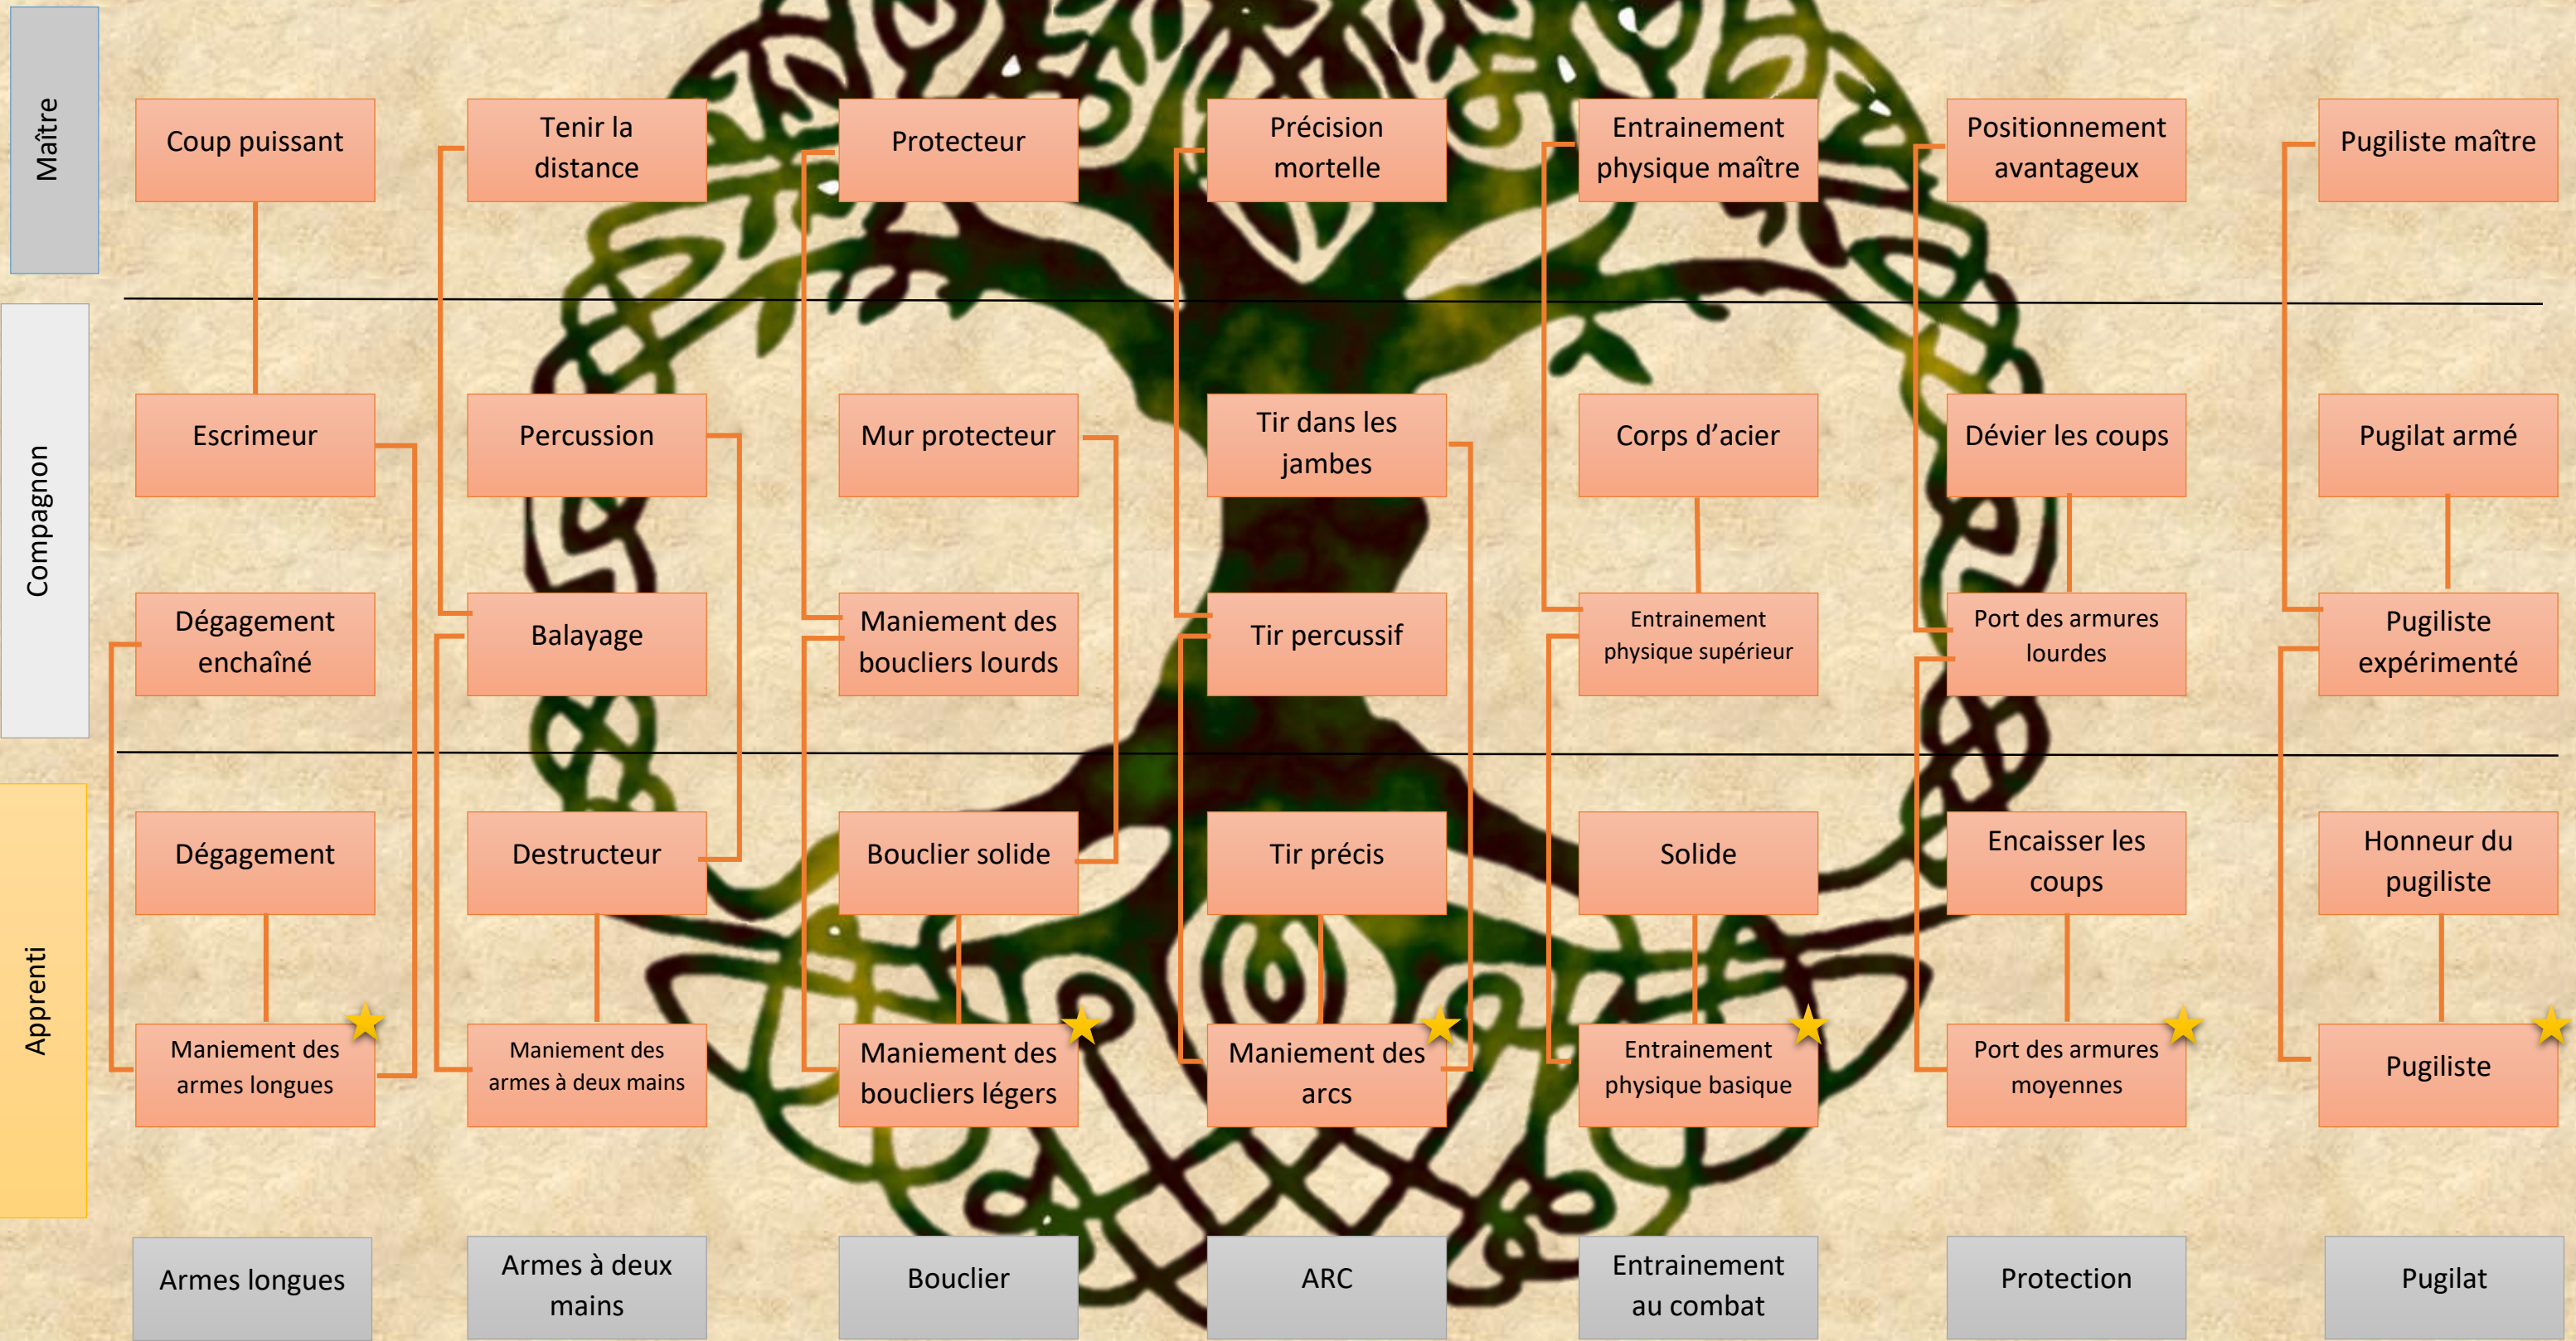 Maître
Coup puissant
Tenir la
distance
Protecteur
Précision
mortelle
Entrainement
physique maître
Positionnement
avantageux
Pugiliste maître
Compagnon
Escrimeur
Percussion
Mur protecteur
Tir dans les
jambes
Corps d’acier
Dévier les coups
Pugilat armé
Dégagement
enchaîné
Balayage
Maniement des
boucliers lourds
Tir percussif
Entrainement
physique supérieur
Port des armures
lourdes
Pugiliste
expérimenté
Apprenti
Dégagement
Destructeur
Bouclier solide
Tir précis
Solide
Encaisser les
coups
Honneur du
pugiliste
Maniement des
armes longues
Maniement des
armes à deux mains
Maniement des
boucliers légers
Maniement des
arcs
Entrainement
physique basique
Port des armures
moyennes
Pugiliste
Armes longues
Armes à deux
mains
Bouclier
ARC
Entrainement
au combat
Protection
Pugilat